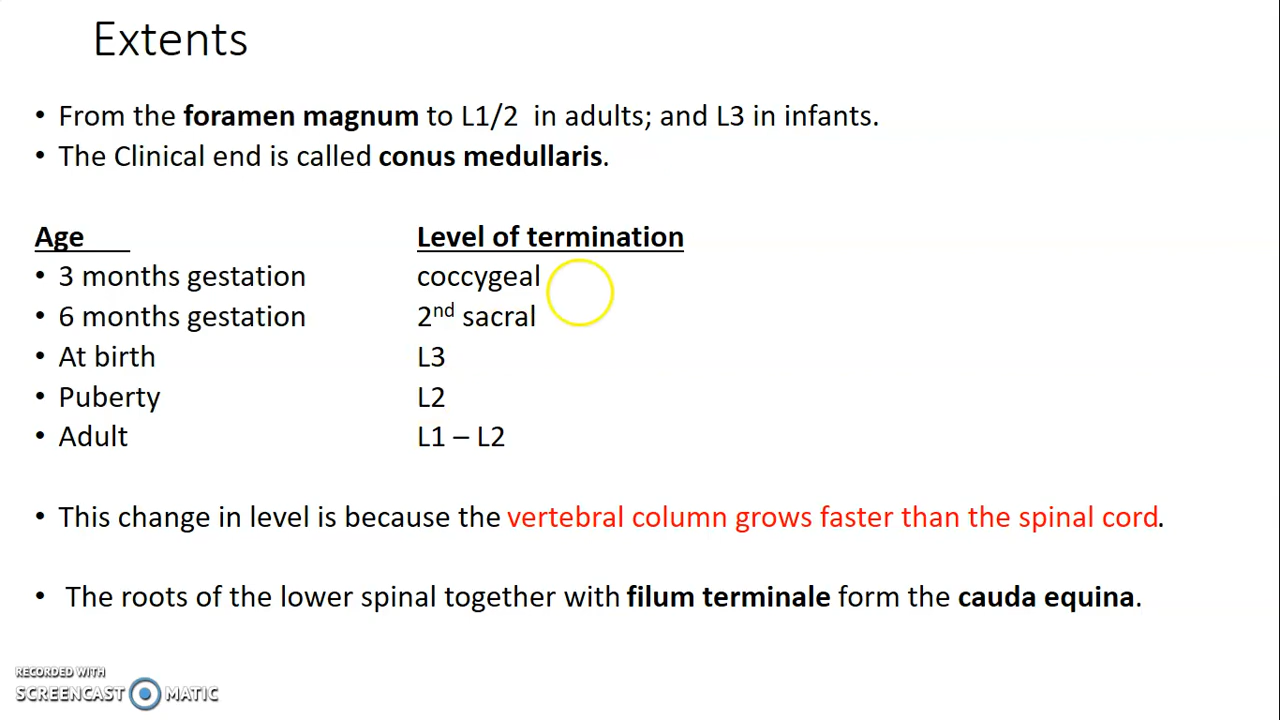 Extents
• From the foramen magnum to L1/2 in adults; and L3 in infants.
• The Clinical end is called conus medullaris.
Age Level of termination
• 3 months gestation coccygeal
• 6 months gestation 2nd sacral
• At birth L3
• Puberty L2
• Adult L1 – L2
• This change in level is because the vertebral column grows faster than the spinal cord.
• The roots of the lower spinal together with filum terminale form the cauda equina.
RECORDED WITH
SCREENCAST MATIC